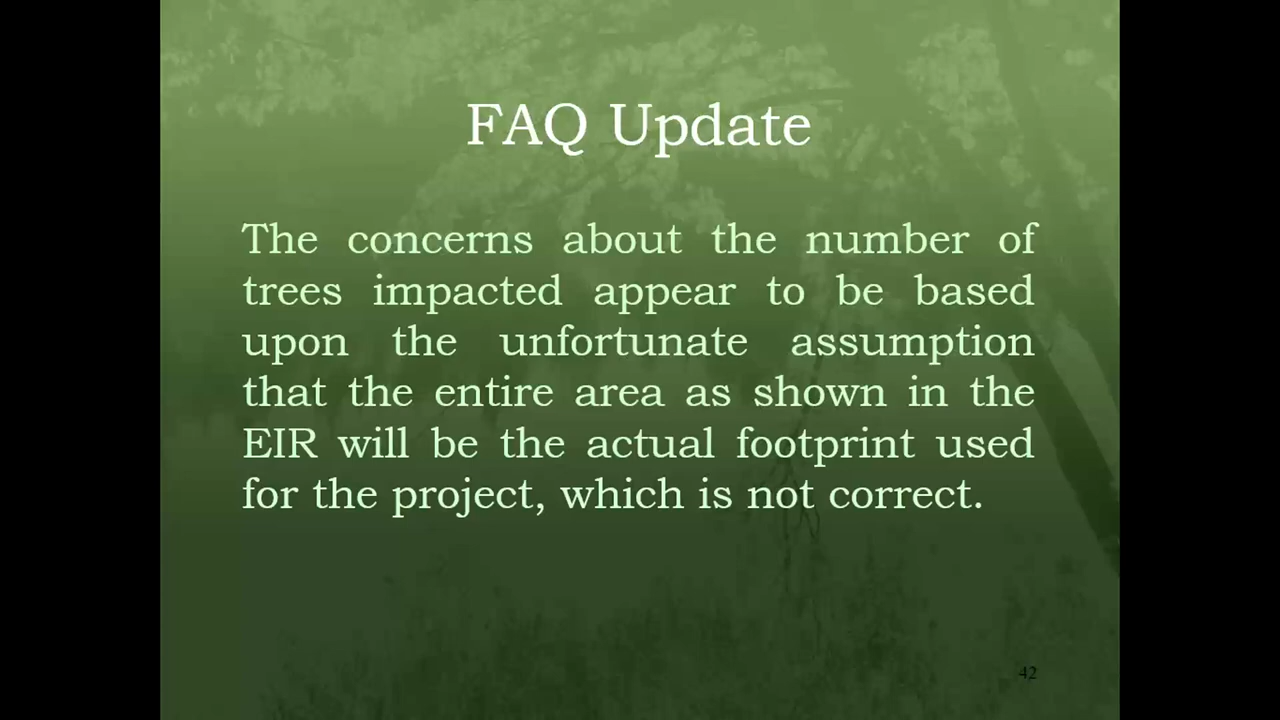 FAQ Update
The concerns about the number of
trees impacted appear to be based
upon the unfortunate assumption
that the entire area as shown in the
EIR will be the actual footprint used
for the project, which is not correct.
42